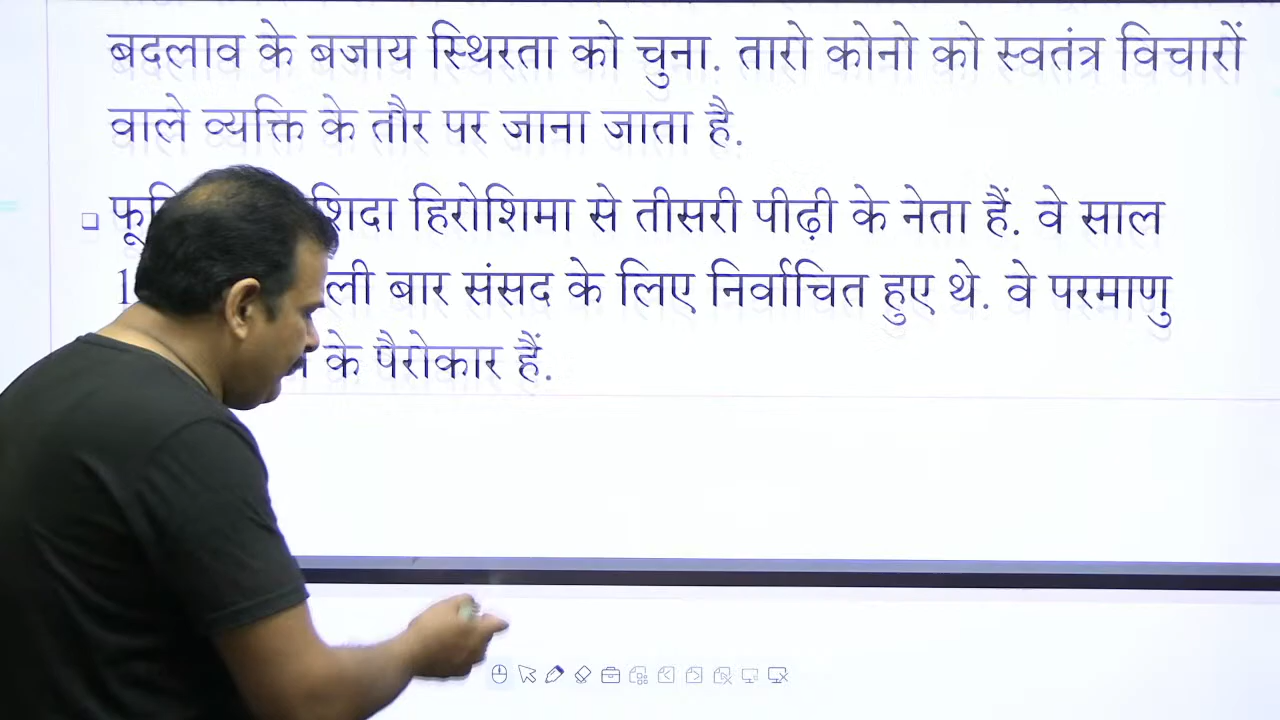 बदलाव के बजाय स्थिरता को चुना. तारो कोनो को स्वतंत्र विचारों
वाले व्यक्ति के तौर पर जाना जाता है.
हिरोशिमा से तीसरी पीढ़ी के नेता हैं. वे साल
बार संसद के लिए निर्वाचित हुए थे. वे परमाणु
के पैरोकार हैं.